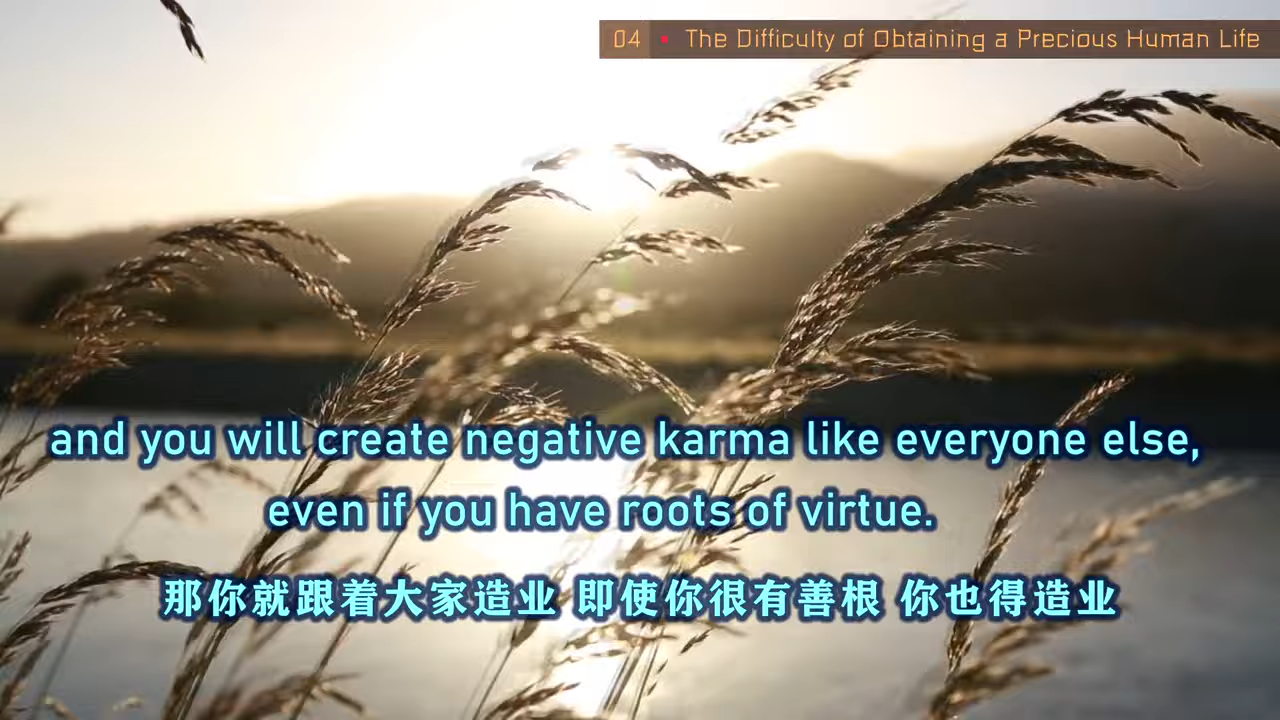 04 • The Difficulty of Obtaining a Precious Human Life
and you will create negative karma like everyone else,
even if you have roots of virtue.
那你就跟着大家造业 即使你很有善根 你也得造业